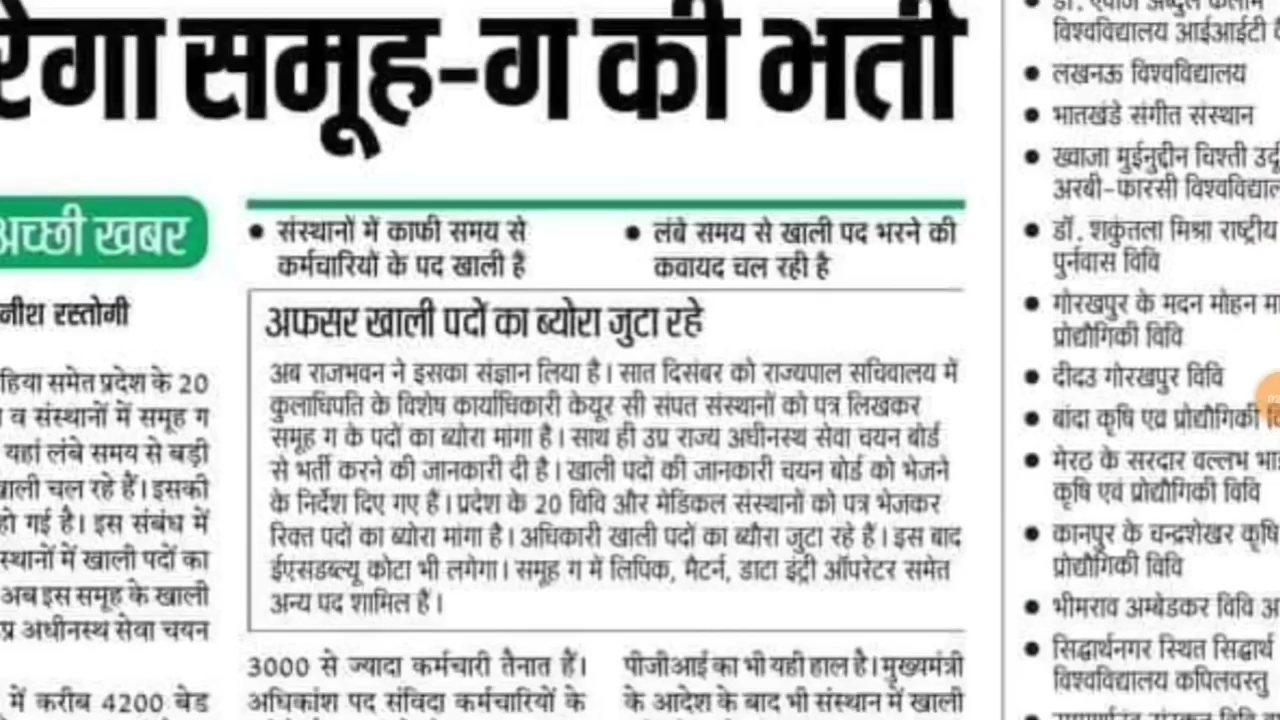 रेगा समूह-ग की भर्ती
अच्छी खबर
• संस्थानों में काफी समय से
कर्मचारियों के पद खाली हैं
• लंबे समय से खाली पद भरने की
कवायद चल रही है
रस्तोगी
समेत प्रदेश के 20
व संस्थानों में समूह ग
यहां लंबे समय से बड़ी
चल रहे हैं। इसकी
हो गई है। इस संबंध में
में खाली पदों का
अब इस समूह के खाली
अधीनस्थ सेवा चयन
में करीब 4200 बेड
अफसर खाली पदों का ब्योरा जुटा रहे
अब राजभवन ने इसका संज्ञान लिया है। सात दिसंबर को राज्यपाल सचिवालय में
कुलाधिपति के विशेष कार्याधिकारी केयूर सी संपत संस्थानों को पत्र लिखकर
समूह ग के पदों का ब्योरा मांगा है। साथ ही उप्र राज्य अधीनस्थ सेवा चयन बोर्ड
से भर्ती करने की जानकारी दी है। खाली पदों की जानकारी चयन बोर्ड को भेजने
के निर्देश दिए गए हैं। प्रदेश के 20 विवि और मेडिकल संस्थानों को पत्र भेजकर
रिक्त पदों का ब्योरा मांगा है। अधिकारी खाली पदों का ब्यौरा जुटा रहे हैं। इस बाद
ईएसडब्ल्यू कोटा भी लगेगा। समूह ग में लिपिक, मैटर्न, डाटा इंट्री ऑपरेटर समेत
अन्य पद शामिल हैं।
3000 से ज्यादा कर्मचारी तैनात हैं।
अधिकांश पद संविदा कर्मचारियों के
पीजीआई का भी यही हाल है। मुख्यमंत्री
के आदेश के बाद भी संस्थान में खाली
विश्वविद्यालय आईआईटी
• लखनऊ विश्वविद्यालय
• भातखंडे संगीत संस्थान
• ख्वाजा मुईनुद्दीन चिश्ती उर्दू
अरबी-फारसी
• डॉ. शकुंतला मिश्रा राष्ट्रीय
पुर्नवास विवि
• गोरखपुर के मदन मोहन
प्रोद्यौगिकी विवि
• दीदउ गोरखपुर विवि
• बांदा कृषि एव प्रोद्यौगिकी
• मेरठ के सरदार वल्लभ
कृषि एवं प्रोद्यौगिकी विवि
• कानपुर के चन्द्रशेखर कृषि
प्रोद्यौगिकी विवि
• भीमराव अम्बेडकर विवि
• सिद्धार्थनगर स्थित सिद्धार्थ
विश्वविद्यालय कपिलवस्तु